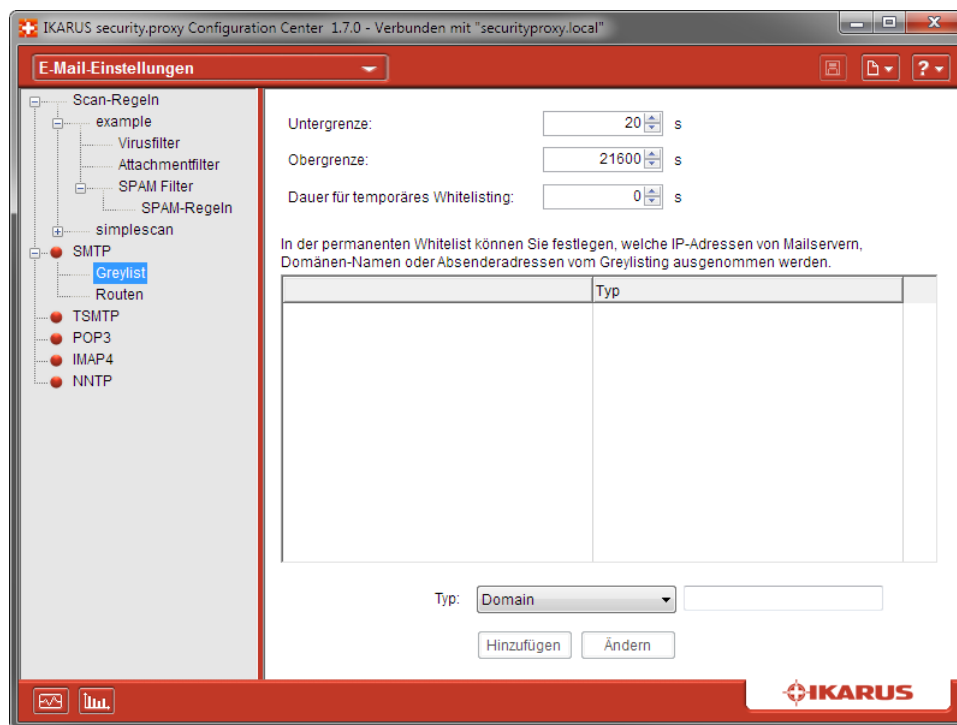 IKARUS security.proxy Configuration Center 1.7.0 - Verbunden mit "securityproxy.local"
E-Mail-Einstellungen
?
Scan-Regeln
example
Virusfilter
Attachmentfilter
SPAM Filter
SPAM-Regeln
simplescan
SMTP
Greylist
Routen
TSMTP
POP3
IMAP4
NNTP
Untergrenze: 20 s
Obergrenze: 21600 s
Dauer für temporäres Whitelisting: 0 s
In der permanenten Whitelist können Sie festlegen, welche IP-Adressen von Mailservern,
Domänen-Namen oder Absenderadressen vom Greylisting ausgenommen werden.
Typ
Typ: Domain
Hinzufügen Ändern
IKARUS